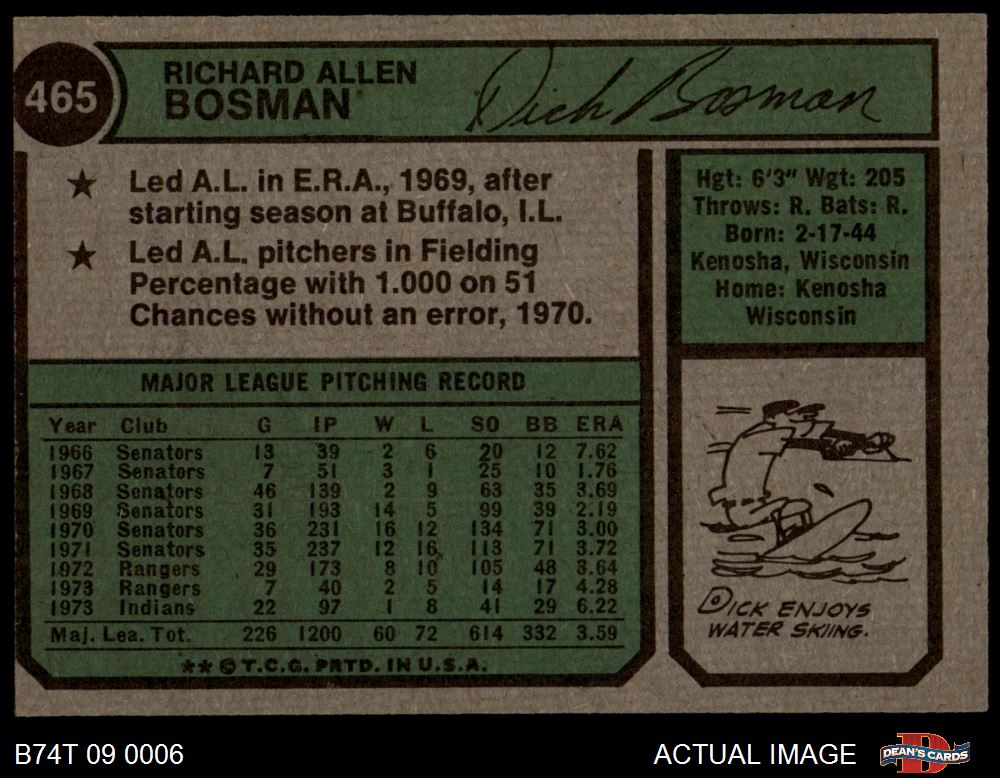 465
RICHARD ALLEN
BOSMAN
Dick Bosman
★ Led A.L. in E.R.A., 1969, after
starting season at Buffalo, I.L.
★ Led A.L. pitchers in Fielding
Percentage with 1.000 on 51
Chances without an error, 1970.
Hgt: 6'3" Wgt: 205
Throws: R. Bats: R.
Born: 2-17-44
Kenosha, Wisconsin
Home: Kenosha
Wisconsin
MAJOR LEAGUE PITCHING RECORD
Year Club G IP W L SO BB ERA
1966 Senators 13 39 2 6 20 12 7.62
1967 Senators 7 51 3 1 25 10 1.76
1968 Senators 46 139 2 9 63 35 3.69
1969 Senators 31 193 14 5 99 39 2.19
1970 Senators 36 231 16 12 134 71 3.00
1971 Senators 35 237 12 16 113 71 3.72
1972 Rangers 29 173 8 10 105 48 3.64
1973 Rangers 7 40 2 5 14 17 4.28
1973 Indians 22 97 1 8 41 29 6.22
Maj. Lea. Tot. 226 1200 60 72 614 332 3.59
★★ © T.C.G. PRTD. IN U.S.A.
DICK ENJOYS
WATER SKIING.
B74T 09 0006
ACTUAL IMAGE
DEAN'S CARDS